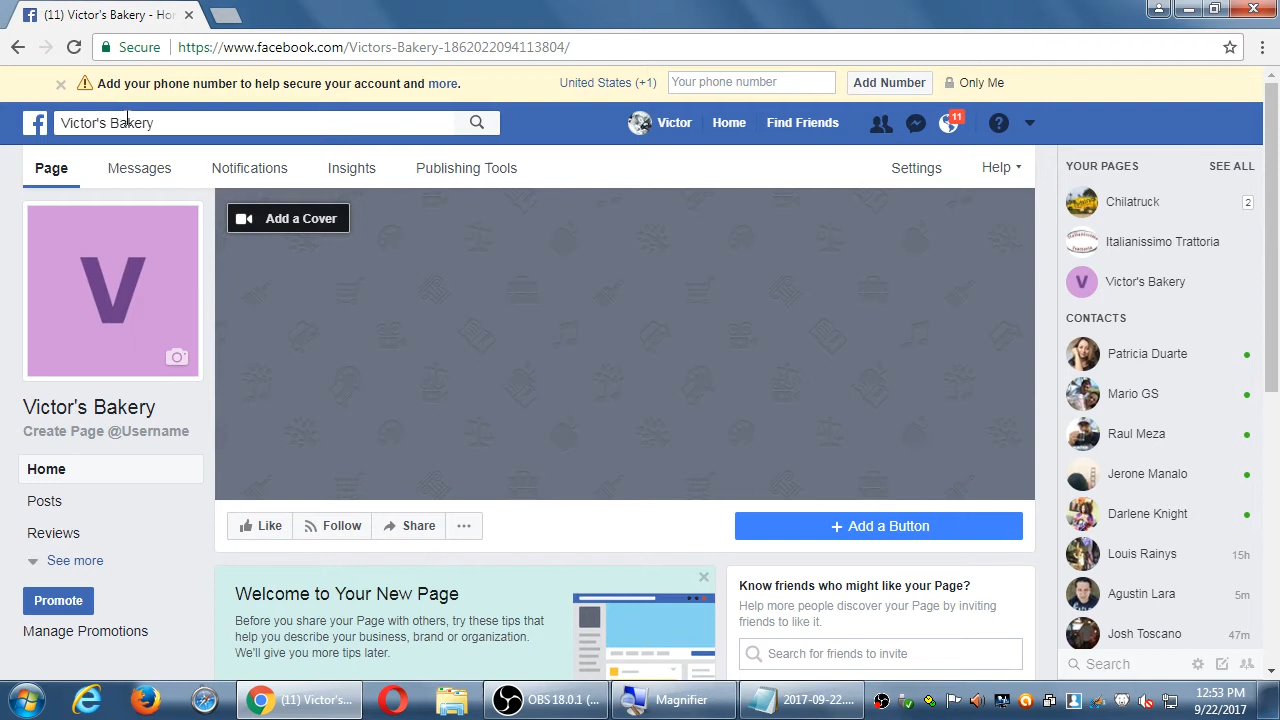 (11) Victor's Bakery - Hor
Secure https://www.facebook.com/Victors-Bakery-1862022094113804/
Add your phone number to help secure your account and more. United States (+1) Your phone number Add Number Only Me
Victor's Bakery Victor Home Find Friends 11
Page Messages Notifications Insights Publishing Tools Settings Help
YOUR PAGES SEE ALL
Add a Cover
V
Chilatruck 2
Italianissimo Trattoria
V Victor's Bakery
CONTACTS
Patricia Duarte
Mario GS
Raul Meza
Jerone Manalo
Darlene Knight
Louis Rainys 15h
Agustin Lara 5m
Josh Toscano 47m
Search
Victor's Bakery
Create Page @Username
Home
Posts
Reviews
See more
Promote
Manage Promotions
Like Follow Share Add a Button
Welcome to Your New Page
Before you share your Page with others, try these tips that
help you describe your business, brand or organization.
We'll give you more tips later.
Know friends who might like your Page?
Help more people discover your Page by inviting
friends to like it.
Search for friends to invite
(11) Victor's... OBS 18.0.1 (... Magnifier 2017-09-22.... 12:53 PM
9/22/2017